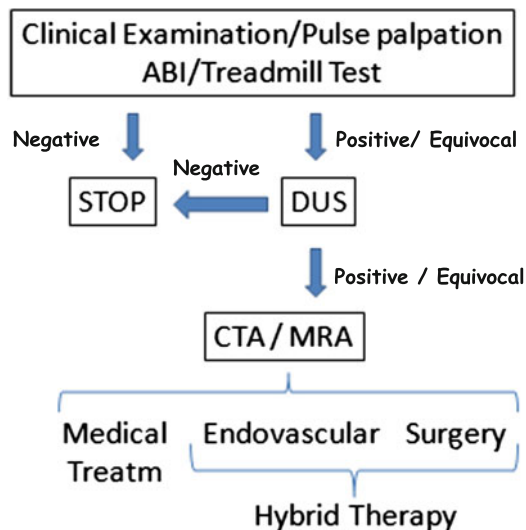 Clinical Examination/Pulse palpation
ABI/Treadmill Test
Negative
Positive/ Equivocal
Negative
STOP
DUS
Positive / Equivocal
CTA / MRA
Medical Endovascular Surgery
Treatm
Hybrid Therapy